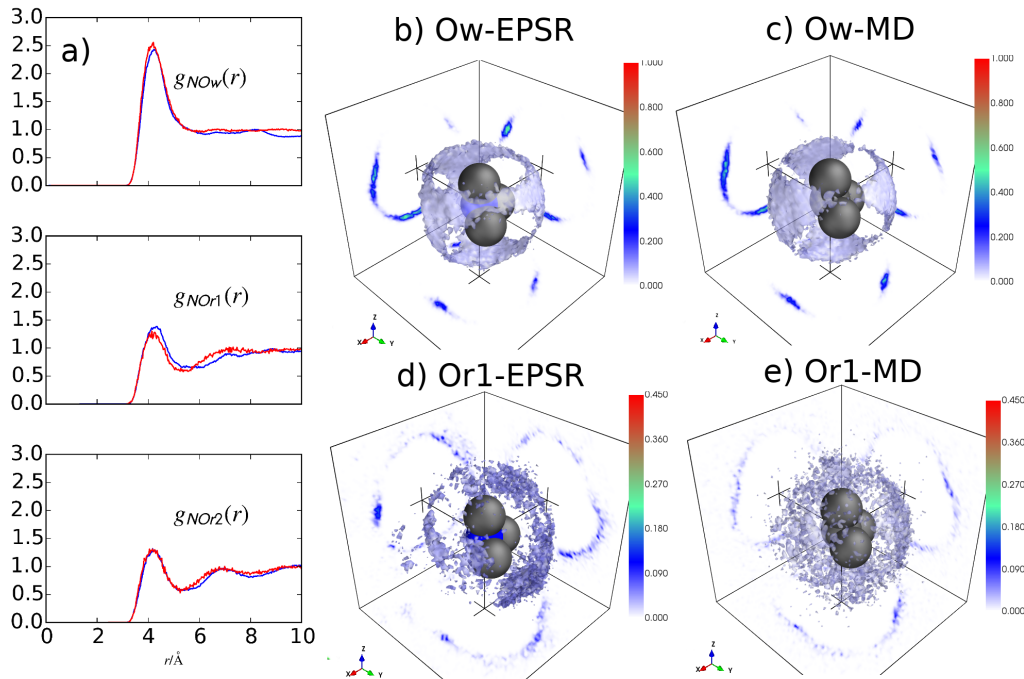 a)
3.0
2.5
2.0
1.5
1.0
0.5
0.0
gNOw(r)
3.0
2.5
2.0
1.5
1.0
0.5
0.0
gNOr1(r)
3.0
2.5
2.0
1.5
1.0
0.5
0.0
gNOr2(r)
0 2 4 6 8 10
r/Å
b) Ow-EPSR
1.000
0.800
0.600
0.400
0.200
0.000
Z
X Y
c) Ow-MD
1.000
0.800
0.600
0.400
0.200
0.000
Z
X Y
d) Or1-EPSR
0.450
0.360
0.270
0.180
0.090
0.000
Z
X Y
e) Or1-MD
0.450
0.360
0.270
0.180
0.090
0.000
Z
X Y